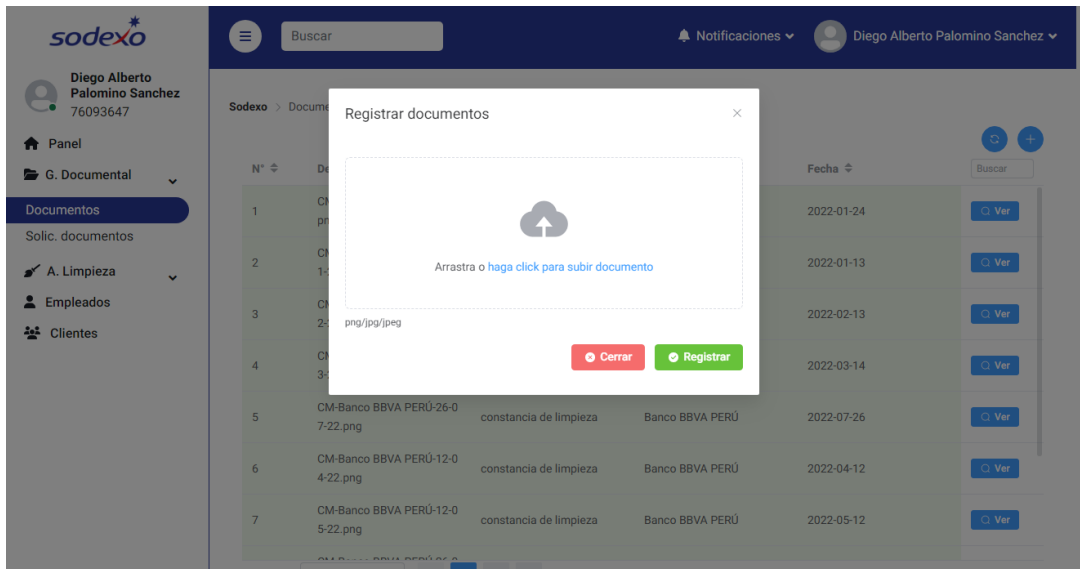 sodexo
Buscar
Notificaciones
Diego Alberto Palomino Sanchez
Diego Alberto
Palomino Sanchez
76093647
Panel
G. Documental
Documentos
Solic. documentos
A. Limpieza
Empleados
Clientes
Sodexo > Docume
Registrar documentos
Arrastra o haga click para subir documento
png/jpg/jpeg
Cerrar
Registrar
N° De Fecha Buscar
1 2022-01-24 Ver
2 1- 2022-01-13 Ver
3 2- 2022-02-13 Ver
4 3- 2022-03-14 Ver
5 CM-Banco BBVA PERÚ-26-0 constancia de limpieza Banco BBVA PERÚ 2022-07-26 Ver
7-22.png
6 CM-Banco BBVA PERÚ-12-0 constancia de limpieza Banco BBVA PERÚ 2022-04-12 Ver
4-22.png
7 CM-Banco BBVA PERÚ-12-0 constancia de limpieza Banco BBVA PERÚ 2022-05-12 Ver
5-22.png